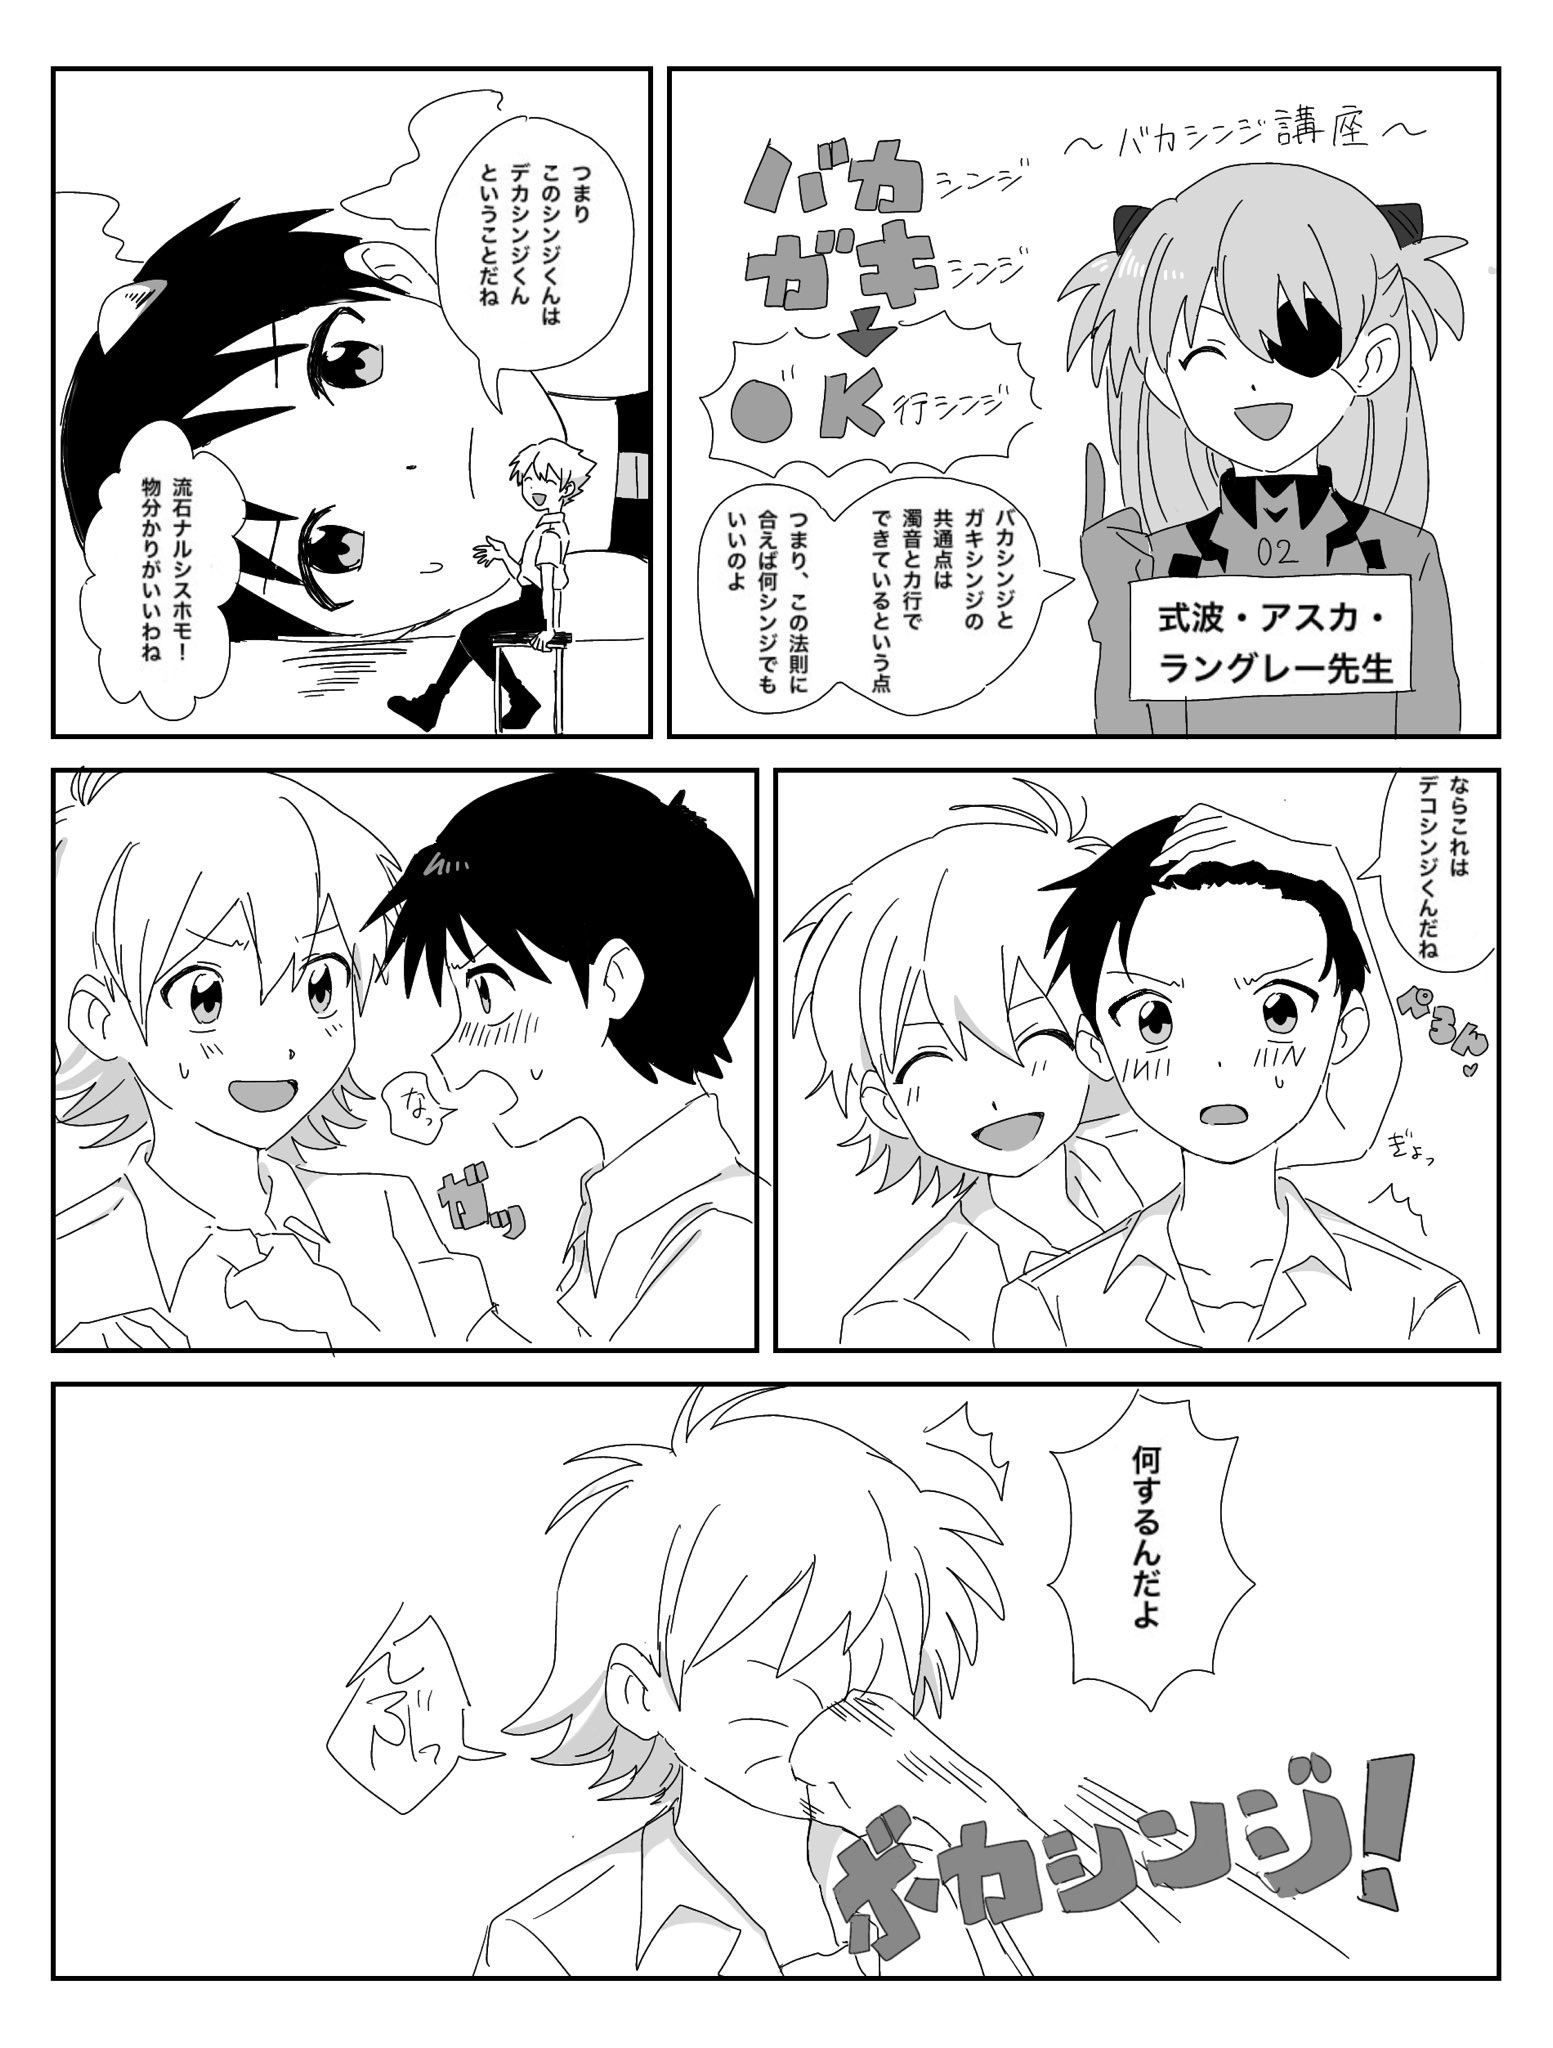 ～バカシンジ講座～
バカシンジ
ガキシンジ
●゛K行シンジ
バカシンジと
ガキシンジの
共通点は
濁音とカ行で
できているという点
つまり、この法則に
合えば何シンジでも
いいのよ
02
式波・アスカ・
ラングレー先生
つまり
このシンジくんは
デカシンジくん
ということだね
流石ナルシスホモ！
物分かりがいいわね
ならこれは
デコシンジくんだね
ぺろん♡
ぎょっ
なっ
ガッ
何するんだよ
んぶっ
ボカシンジ！